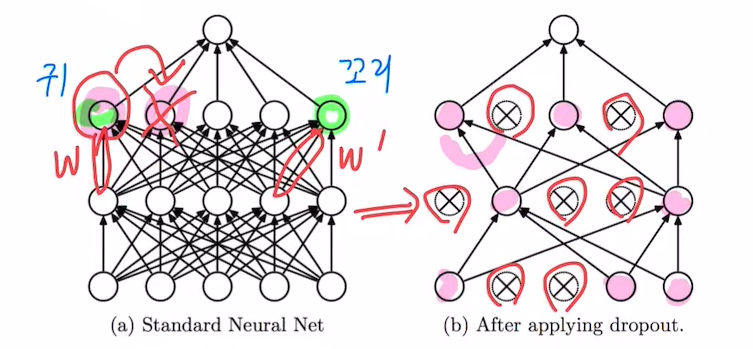 귀
꼬리
W
W'
(a) Standard Neural Net
(b) After applying dropout.